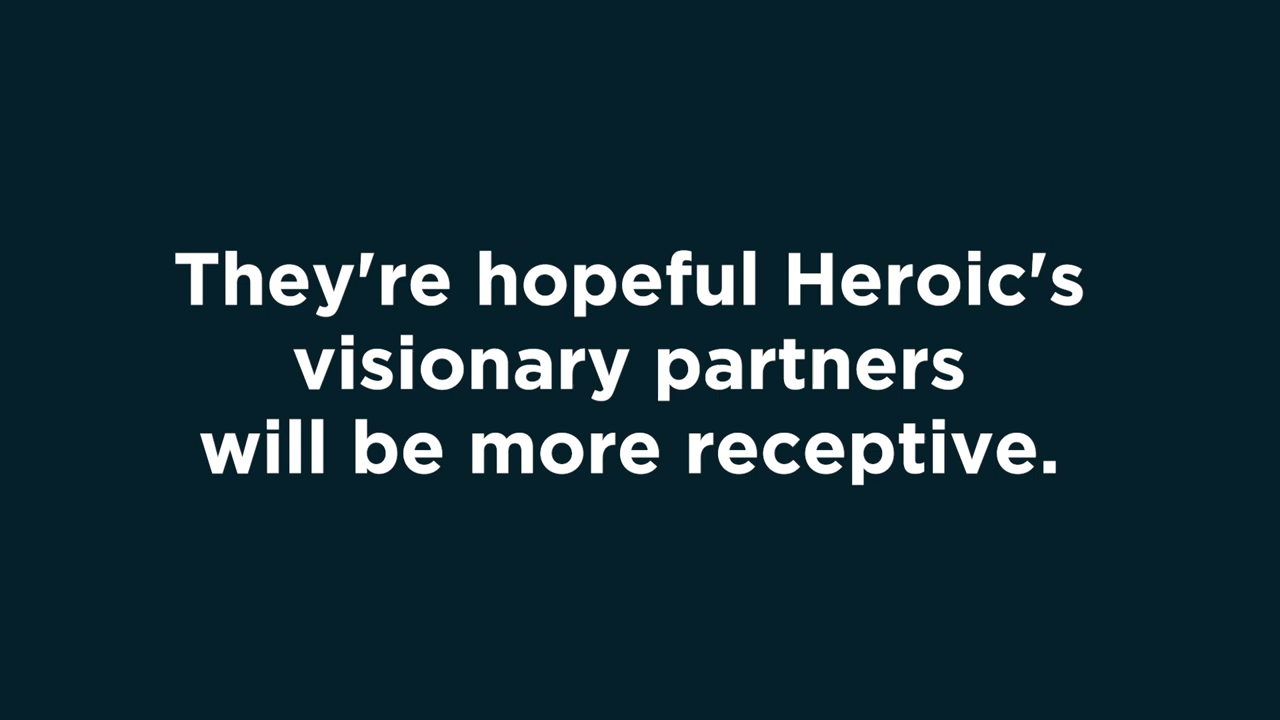 They're hopeful Heroic's
visionary partners
will be more receptive.